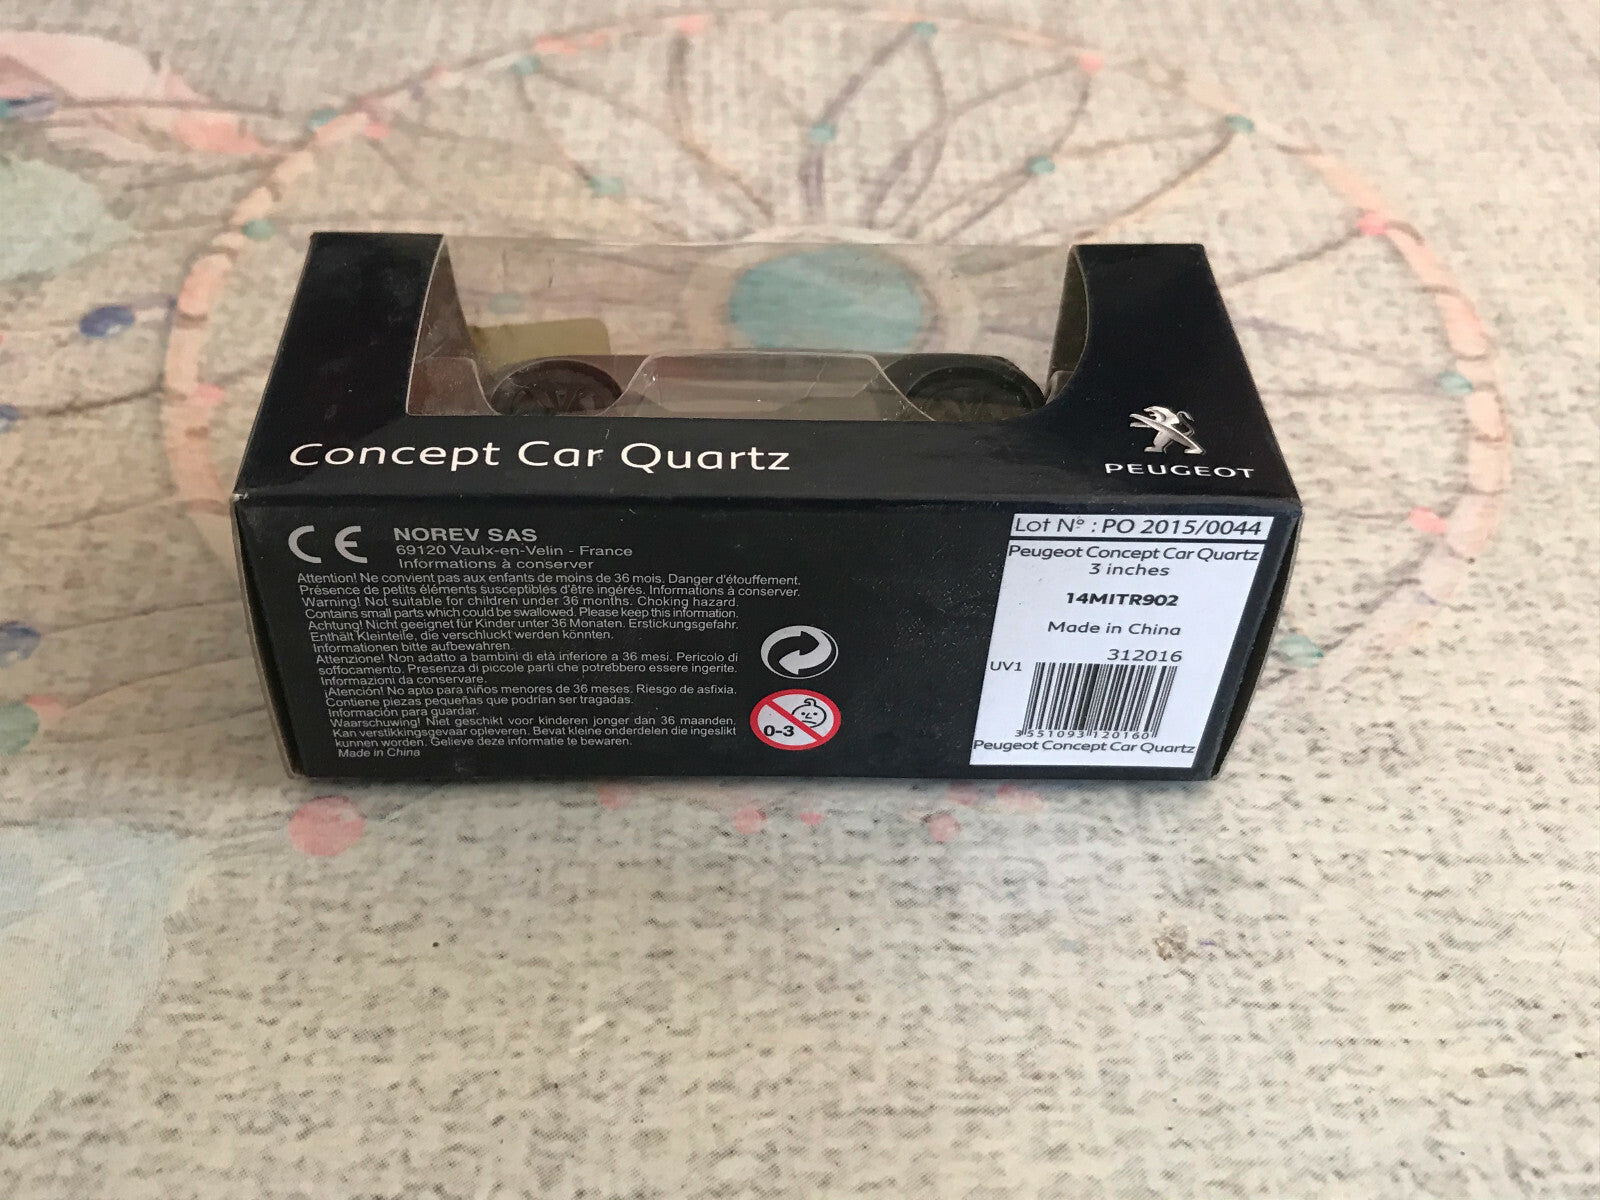 Concept Car Quartz
PEUGEOT
CE
NOREV SAS
69120 Vaulx-en-Velin - France
Informations à conserver
Attention! Ne convient pas aux enfants de moins de 36 mois. Danger d'étouffement.
Présence de petits éléments susceptibles d'être ingérés. Informations à conserver.
Warning! Not suitable for children under 36 months. Choking hazard.
Contains small parts which could be swallowed. Please keep this information.
Achtung! Nicht geeignet für Kinder unter 36 Monaten. Erstickungsgefahr.
Enthält Kleinteile, die verschluckt werden könnten.
Informationen bitte aufbewahren.
Attenzione! Non adatto a bambini di età inferiore a 36 mesi. Pericolo di
soffocamento. Presenza di piccole parti che potrebbero essere ingerite.
Informazioni da conservare.
¡Atención! No apto para niños menores de 36 meses. Riesgo de asfixia.
Contiene piezas pequeñas que podrían ser tragadas.
Información para guardar.
Waarschuwing! Niet geschikt voor kinderen jonger dan 36 maanden.
Kan verstikkingsgevaar opleveren. Bevat kleine onderdelen die ingeslikt
kunnen worden. Gelieve deze informatie te bewaren.
Made in China
0-3
Lot Nº : PO 2015/0044
Peugeot Concept Car Quartz
3 inches
14MITR902
Made in China
312016
UV1
3551093120160
Peugeot Concept Car Quartz